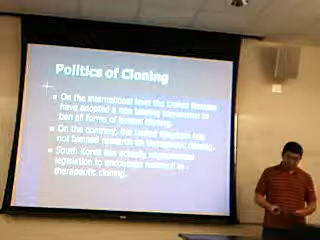 Politics of Cloning
On the international level the United Nations
have adopted a non binding convention to
ban all forms of human cloning.
On the contrary, the United Kingdom has
not banned research on therapeutic cloning.
South Korea has actually implemented
legislation to encourage research in
therapeutic cloning.